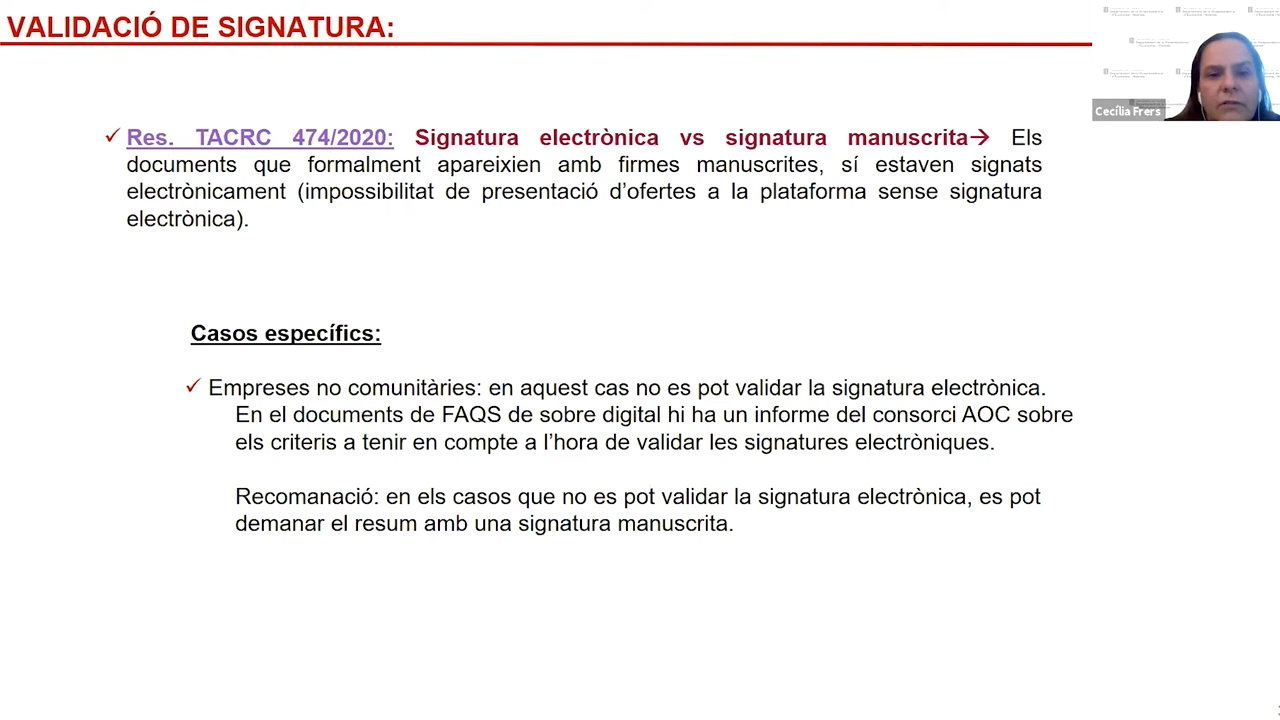 VALIDACIÓ DE SIGNATURA:
Cecília Frers
✓ Res. TACRC 474/2020: Signatura electrònica vs signatura manuscrita→ Els
documents que formalment apareixien amb firmes manuscrites, sí estaven signats
electrònicament (impossibilitat de presentació d’ofertes a la plataforma sense signatura
electrònica).
Casos específics:
✓ Empreses no comunitàries: en aquest cas no es pot validar la signatura electrònica.
En el documents de FAQS de sobre digital hi ha un informe del consorci AOC sobre
els criteris a tenir en compte a l’hora de validar les signatures electròniques.
Recomanació: en els casos que no es pot validar la signatura electrònica, es pot
demanar el resum amb una signatura manuscrita.